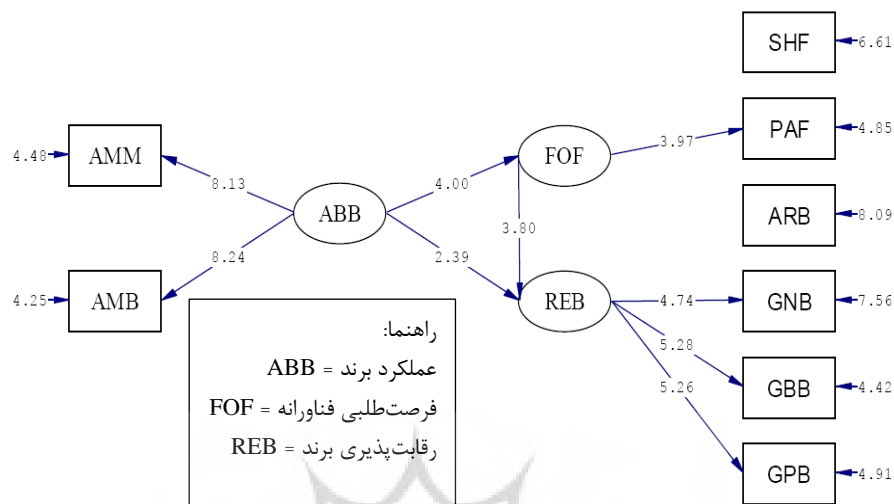 SHF 6.61
PAF 4.85
4.48 AMM
FOF 3.97
8.13
4.00
ABB
ARB 8.09
3.80
8.24
2.39
4.25 AMB
REB 4.74 GNB 7.56
5.28
5.26
GBB 4.42
GPB 4.91
راهنما:
عملکرد برند = ABB
فرصت‌طلبی فناورانه = FOF
رقابت‌پذیری برند = REB